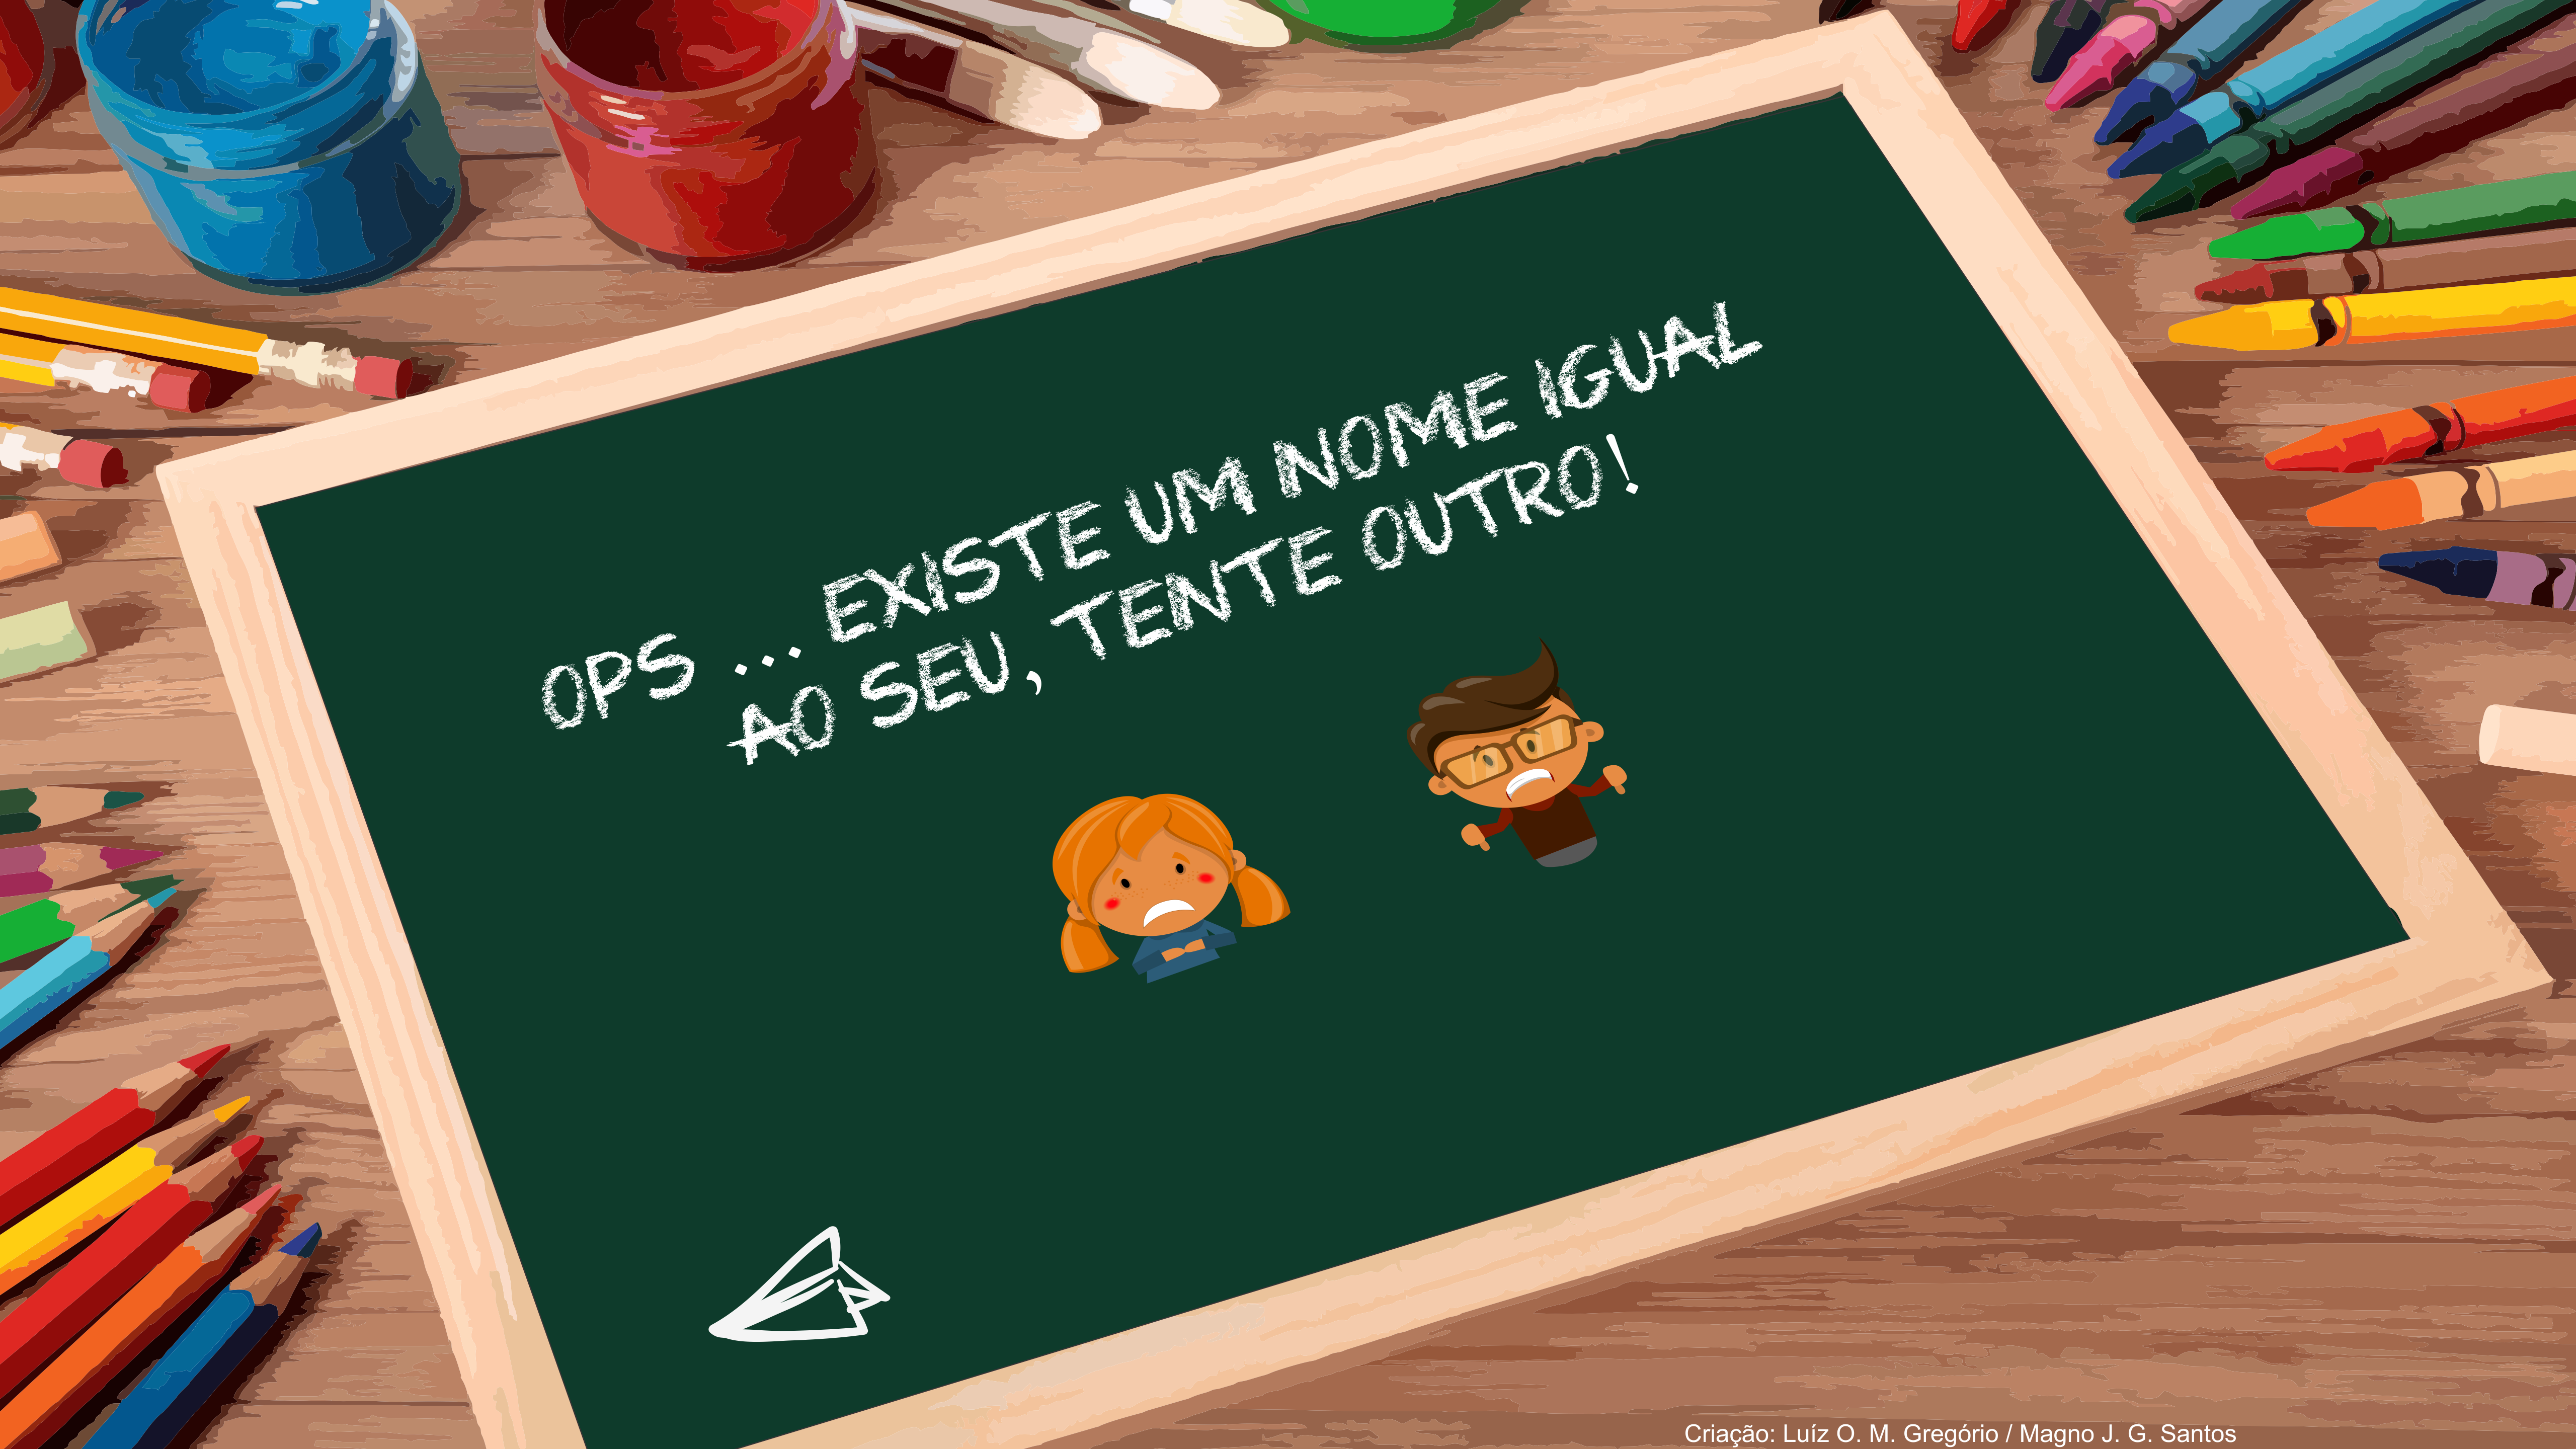 OPS ... EXISTE UM NOME IGUAL
AO SEU, TENTE OUTRO!
Criação: Luíz O. M. Gregório / Magno J. G. Santos